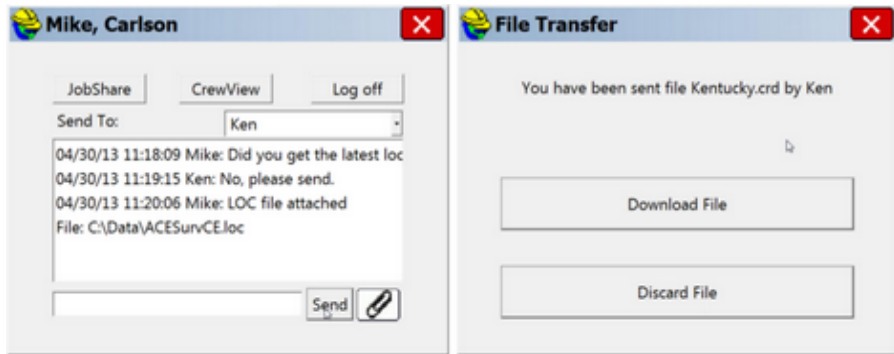 Mike, Carlson
JobShare
CrewView
Log off
Send To:
Ken
04/30/13 11:18:09 Mike: Did you get the latest loc
04/30/13 11:19:15 Ken: No, please send.
04/30/13 11:20:06 Mike: LOC file attached
File: C:\Data\ACESurvCE.loc
Send
File Transfer
You have been sent file Kentucky.crd by Ken
Download File
Discard File